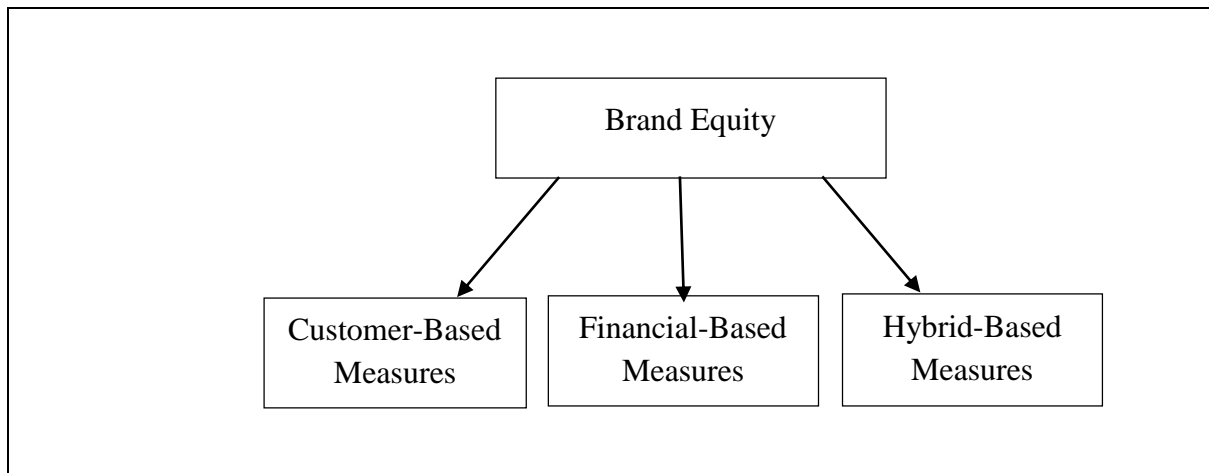 Brand Equity
Customer-Based
Measures
Financial-Based
Measures
Hybrid-Based
Measures